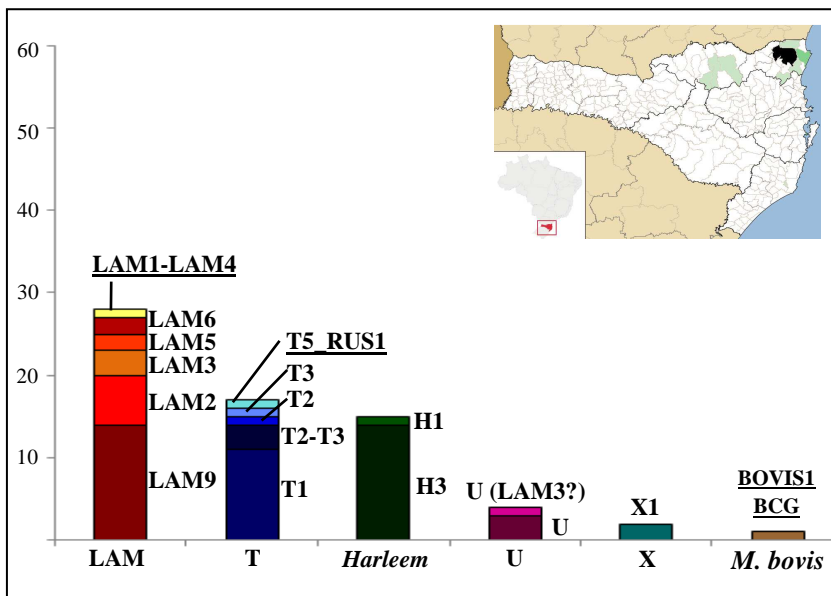 60
50
40
30
20
10
LAM1-LAM4
LAM6
LAM5
LAM3
LAM2
LAM9
T5_RUS1
T3
T2
T2-T3
T1
H1
H3
U (LAM3?)
U
X1
BOVIS1
BCG
LAM
T
Harleem
U
X
M. bovis